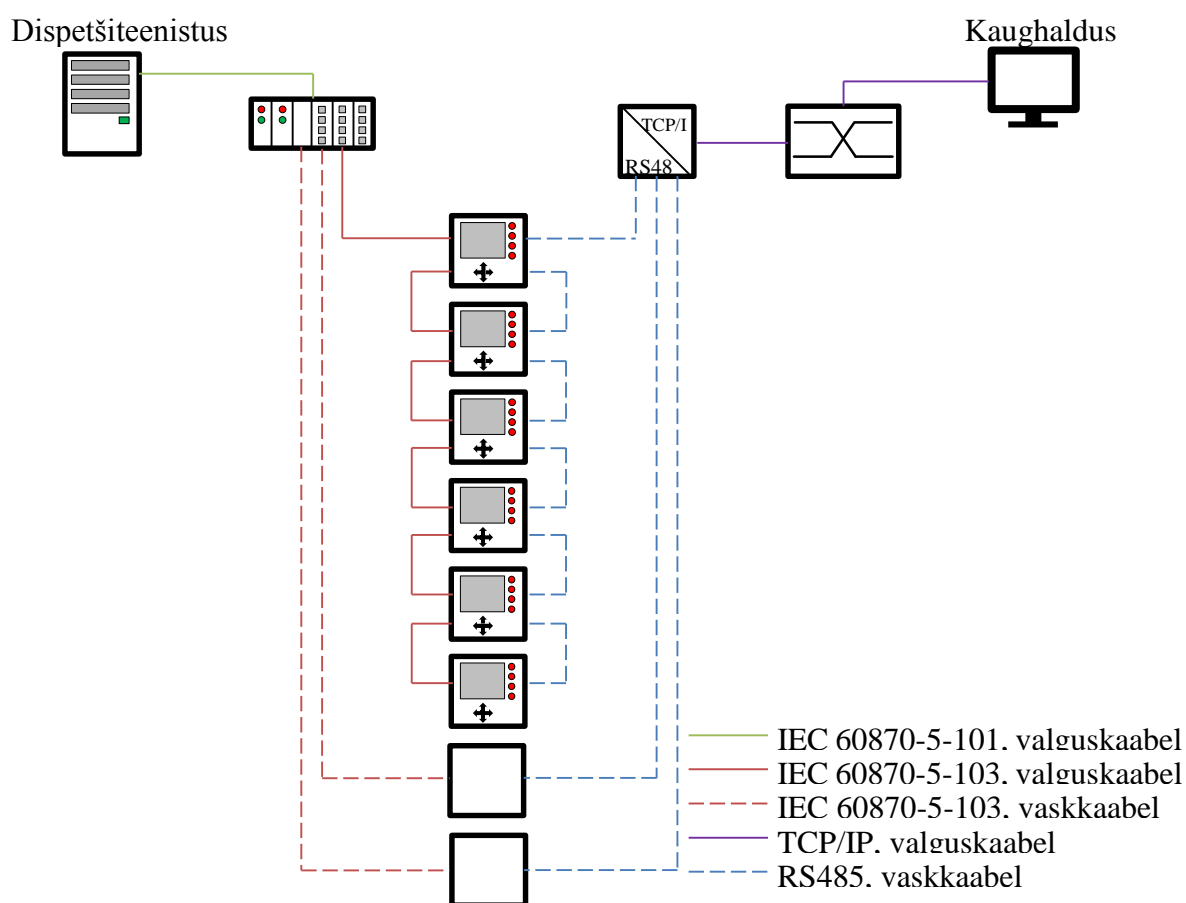 Dispetšiteenistus
Kaughaldus
TCP/I
RS48
IEC 60870-5-101, valguskaabel
IEC 60870-5-103, valguskaabel
IEC 60870-5-103, vaskkaabel
TCP/IP, valguskaabel
RS485, vaskkaabel